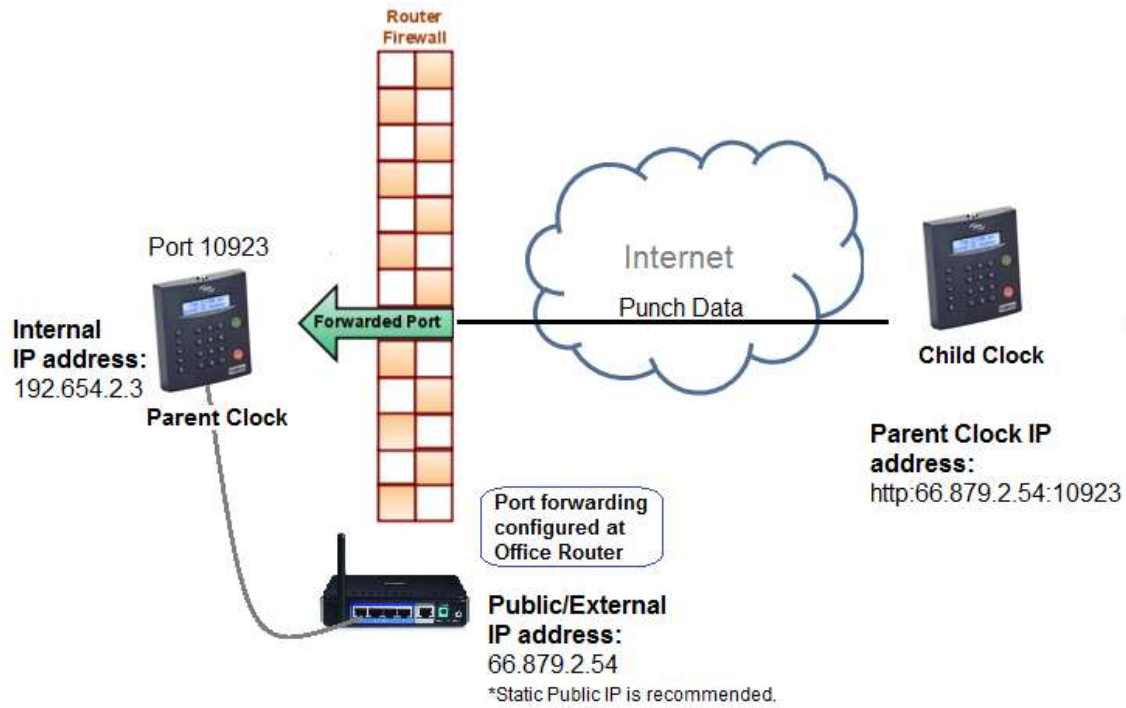 Router
Firewall
Port 10923
Internet
Punch Data
Forwarded Port
Internal
IP address:
192.654.2.3
Parent Clock
Child Clock
Parent Clock IP
address:
http:66.879.2.54:10923
Port forwarding
configured at
Office Router
Public/External
IP address:
66.879.2.54
*Static Public IP is recommended.